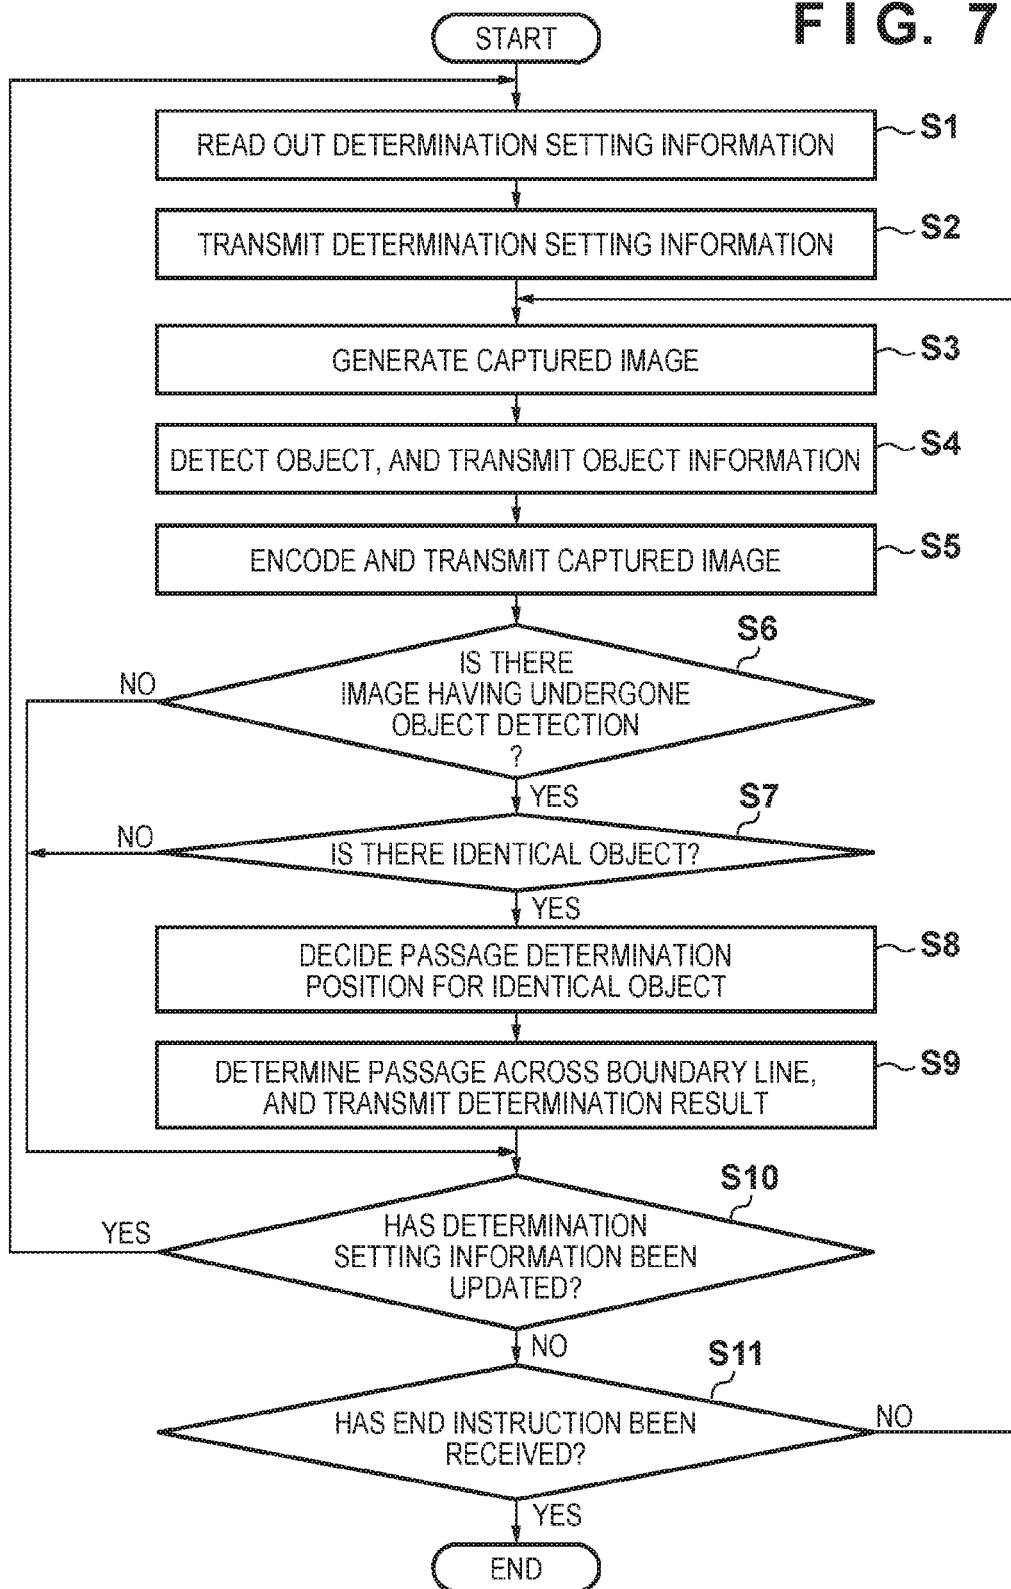 FIG. 7
START
READ OUT DETERMINATION SETTING INFORMATION
S1
TRANSMIT DETERMINATION SETTING INFORMATION
S2
GENERATE CAPTURED IMAGE
S3
DETECT OBJECT, AND TRANSMIT OBJECT INFORMATION
S4
ENCODE AND TRANSMIT CAPTURED IMAGE
S5
S6
IS THERE
IMAGE HAVING UNDERGONE
OBJECT DETECTION
?
NO
YES
S7
IS THERE IDENTICAL OBJECT?
NO
YES
DECIDE PASSAGE DETERMINATION
POSITION FOR IDENTICAL OBJECT
S8
DETERMINE PASSAGE ACROSS BOUNDARY LINE,
AND TRANSMIT DETERMINATION RESULT
S9
S10
HAS DETERMINATION
SETTING INFORMATION BEEN
UPDATED?
YES
NO
S11
HAS END INSTRUCTION BEEN
RECEIVED?
NO
YES
END